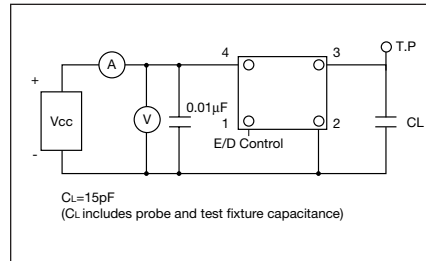 T.P
A
4
3
+
Vcc
V
0.01µF
1
2
CL
E/D Control
-
CL=15pF
(CL includes probe and test fixture capacitance)